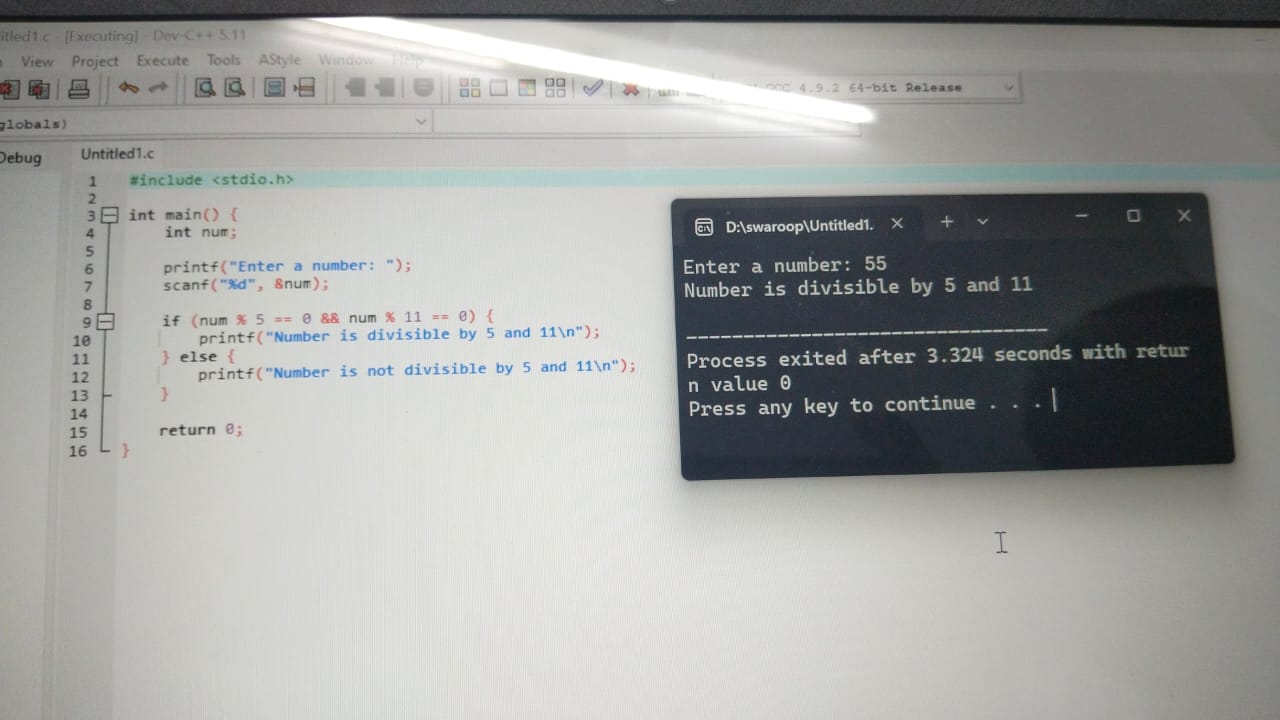 [Executing] - Dev-C++ 5.11
View Project Execute Tools AStyle Window Help
GCC 4.9.2 64-bit Release
globals)
Debug
Untitled1.c
1 #include <stdio.h>
2
3 int main() {
4 int num;
5
6 printf("Enter a number: ");
7 scanf("%d", &num);
8
9 if (num % 5 == 0 && num % 11 == 0) {
10 printf("Number is divisible by 5 and 11\n");
11 } else {
12 printf("Number is not divisible by 5 and 11\n");
13 }
14
15 return 0;
16 }
D:\swaroop\Untitled1.
Enter a number: 55
Number is divisible by 5 and 11
--------------------------------
Process exited after 3.324 seconds with retur
n value 0
Press any key to continue . . .